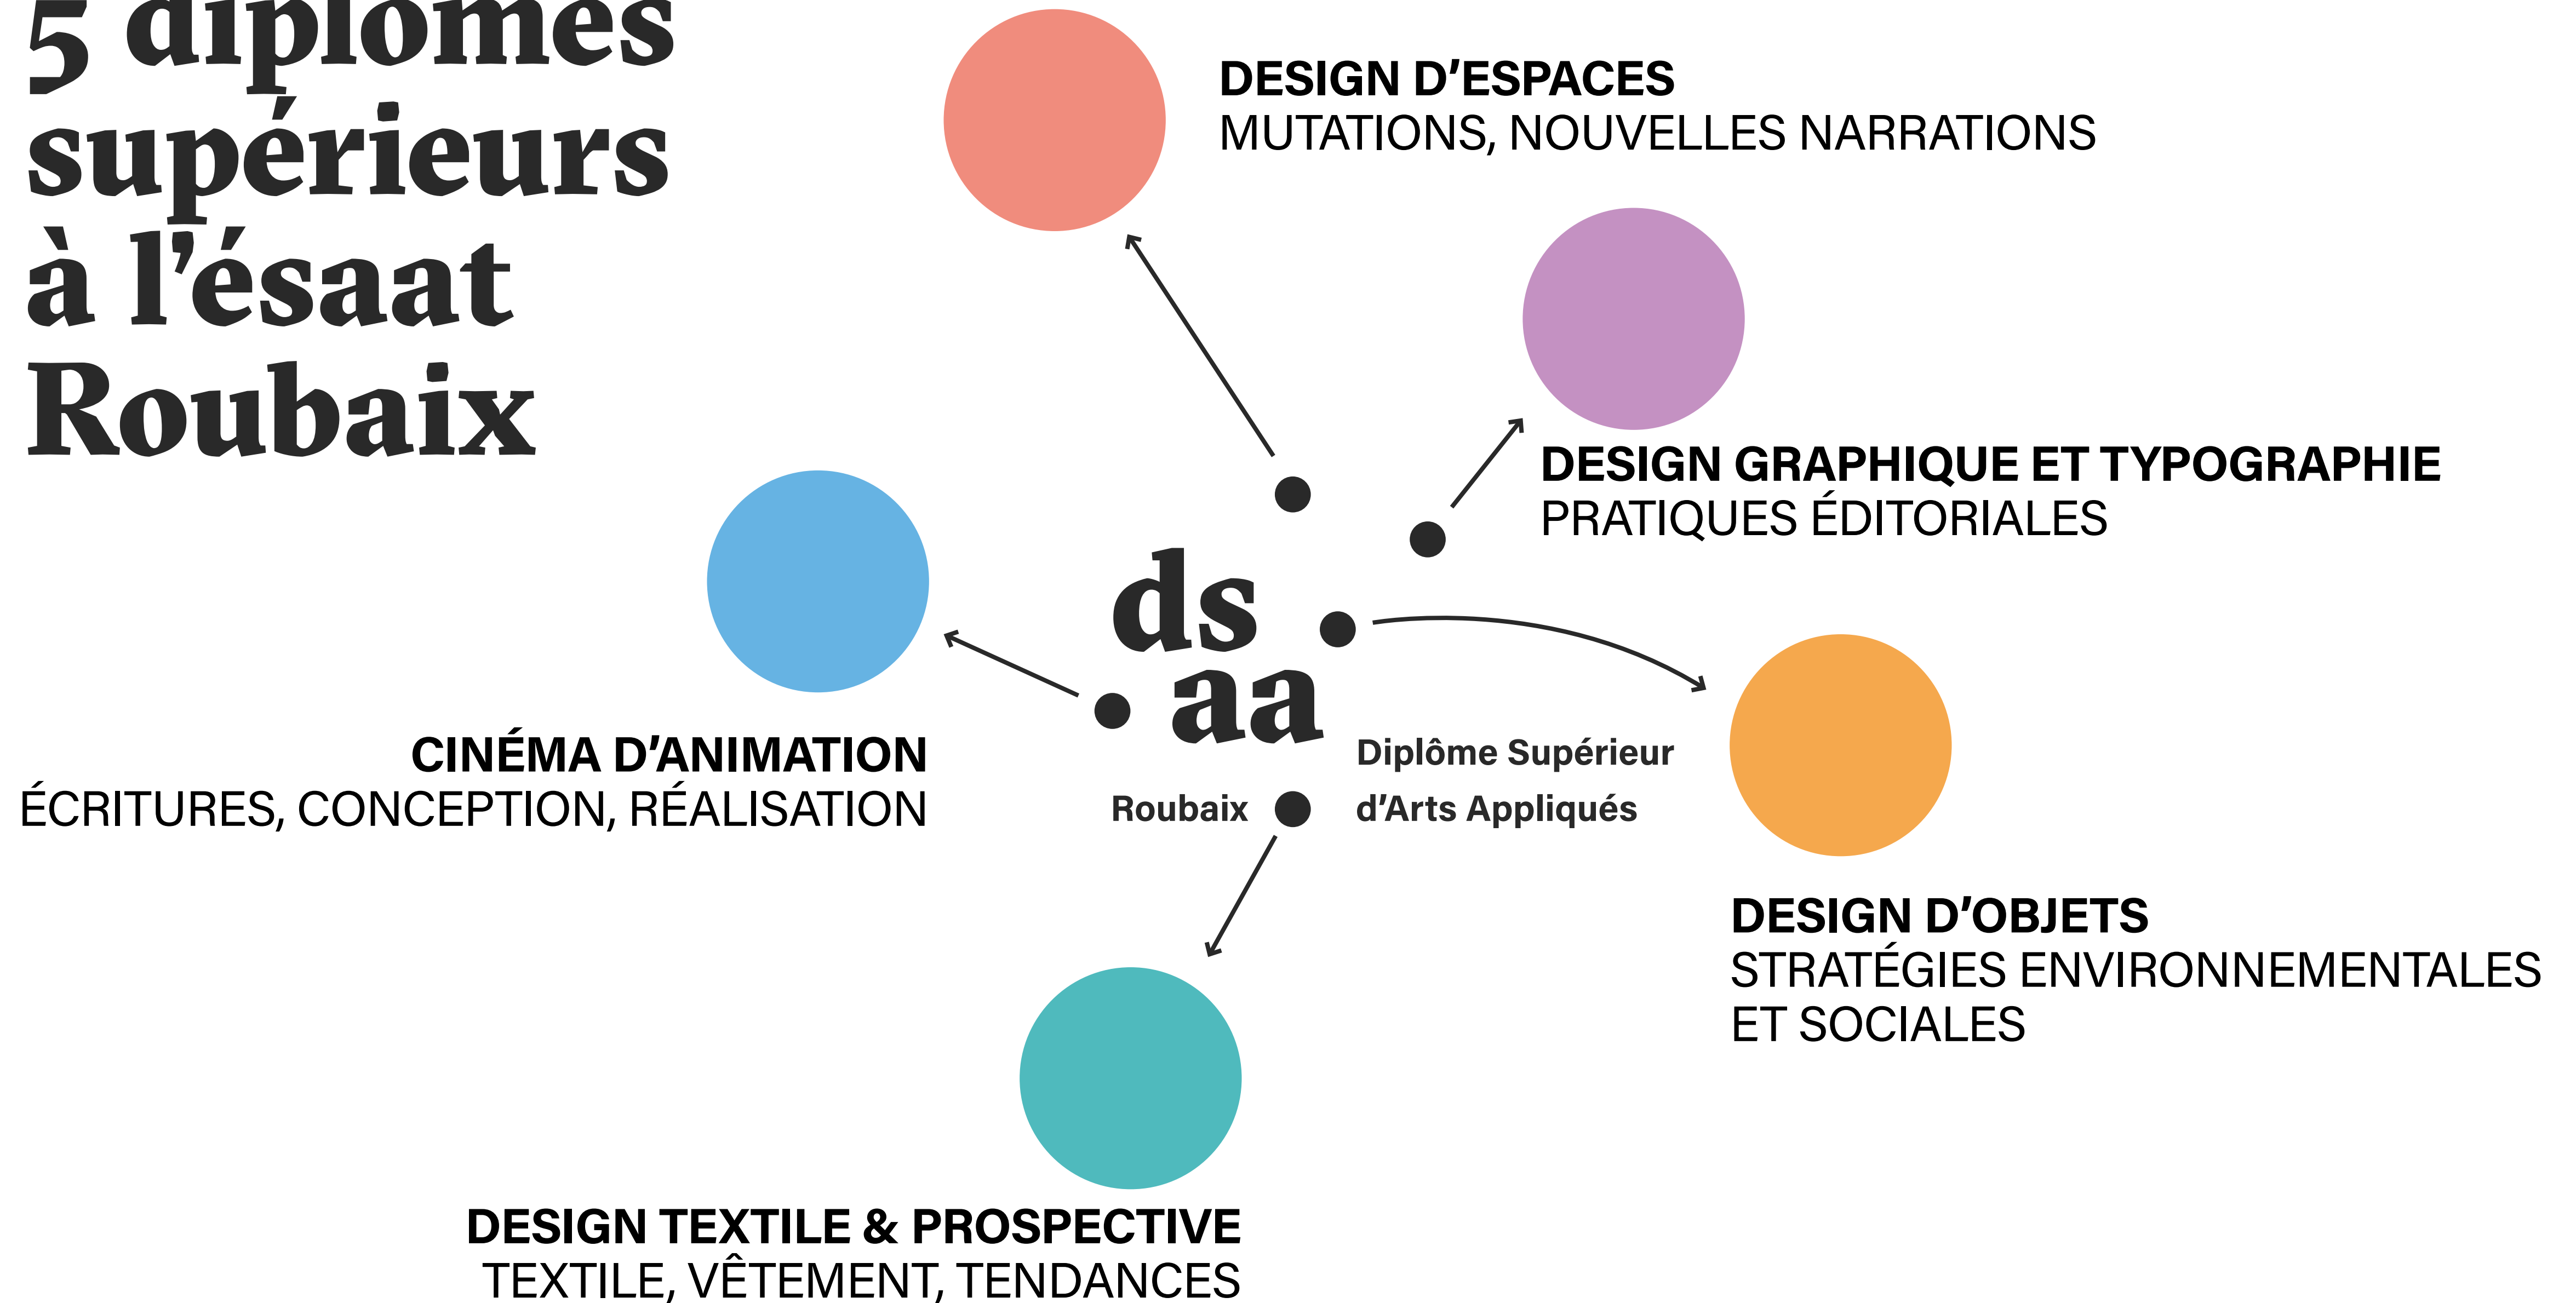 5 diplômes
supérieurs
à l’ésaat
Roubaix
DESIGN D’ESPACES
MUTATIONS, NOUVELLES NARRATIONS
DESIGN GRAPHIQUE ET TYPOGRAPHIE
PRATIQUES ÉDITORIALES
ds
aa
Diplôme Supérieur
d’Arts Appliqués
Roubaix
CINÉMA D’ANIMATION
ÉCRITURES, CONCEPTION, RÉALISATION
DESIGN D’OBJETS
STRATÉGIES ENVIRONNEMENTALES
ET SOCIALES
DESIGN TEXTILE & PROSPECTIVE
TEXTILE, VÊTEMENT, TENDANCES